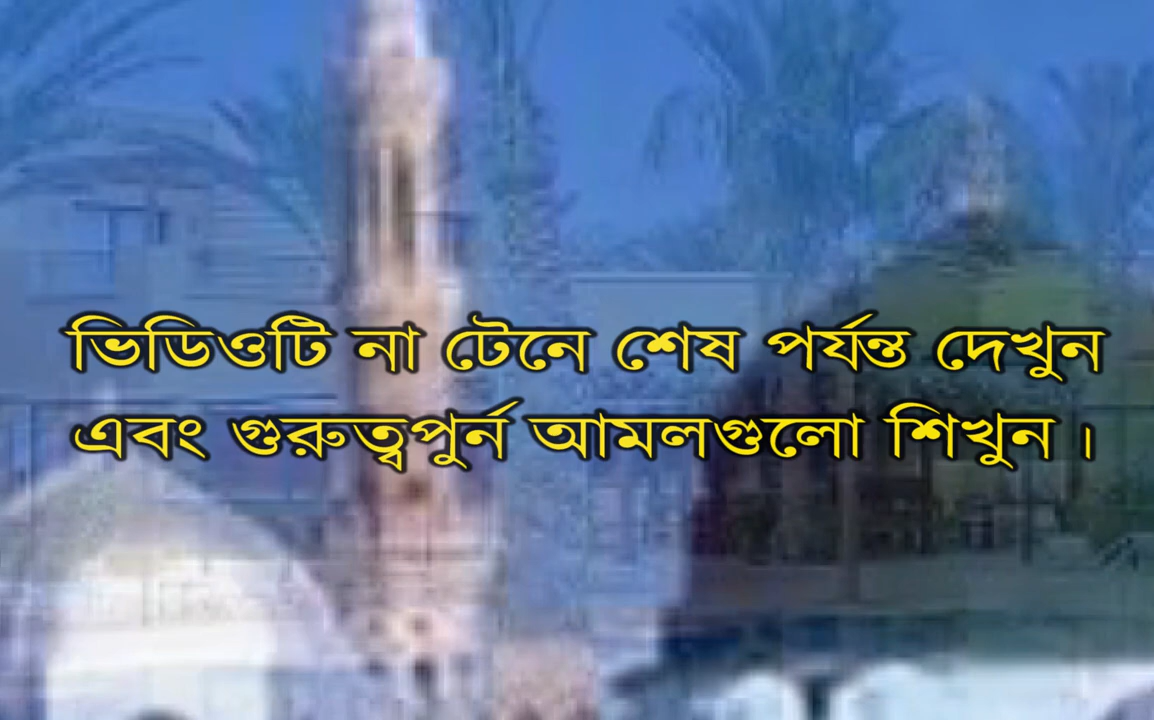 ভিডিওটি না টেনে শেষ পর্যন্ত দেখুন
এবং গুরুত্বপুর্ন আমলগুলো শিখুন।